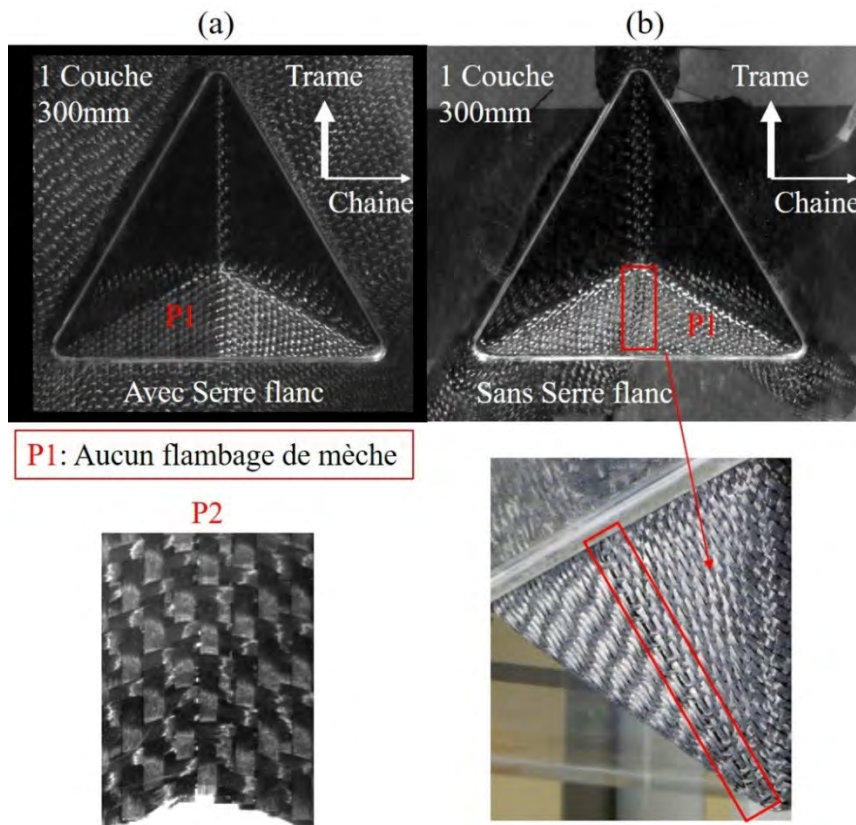 (a)
1 Couche
300mm
Trame
Chaine
P1
Avec Serre flanc
(b)
1 Couche
300mm
Trame
Chaine
P1
Sans Serre flanc
P1: Aucun flambage de mèche
P2